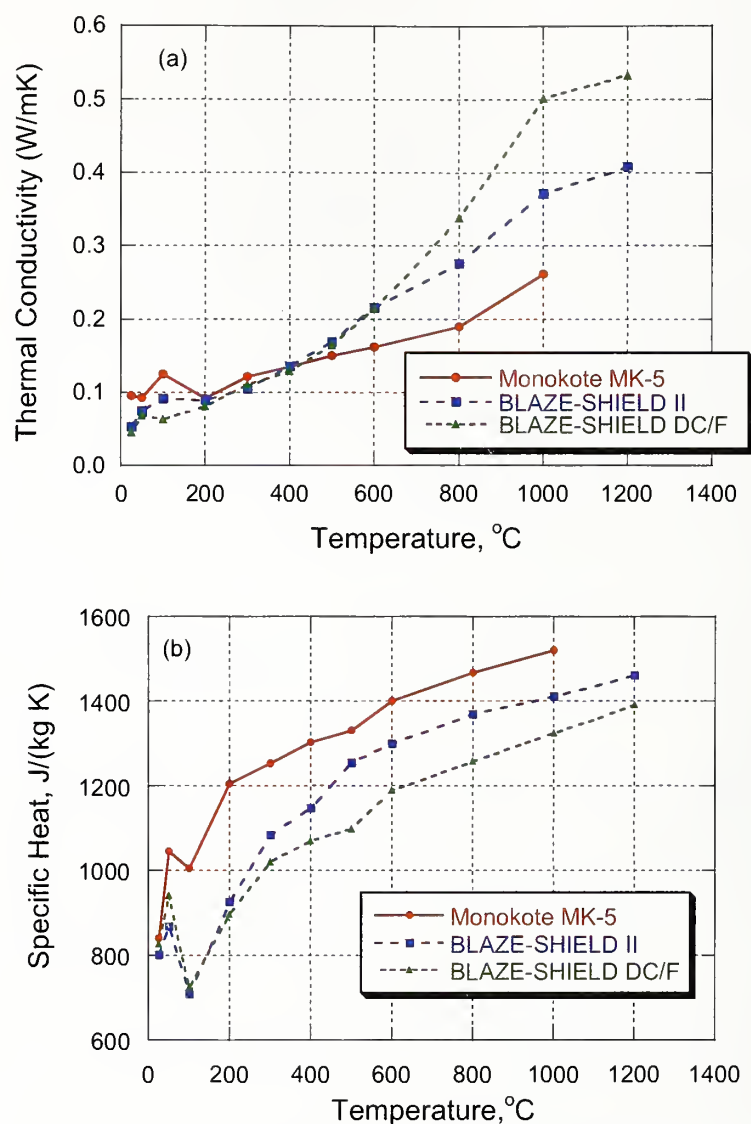 (a)
Thermal Conductivity (W/mK)
0.6
0.5
0.4
0.3
0.2
0.1
0.0
Monokote MK-5
BLAZE-SHIELD II
BLAZE-SHIELD DC/F
0 200 400 600 800 1000 1200 1400
Temperature, °C
(b)
Specific Heat, J/(kg K)
1600
1400
1200
1000
800
600
Monokote MK-5
BLAZE-SHIELD II
BLAZE-SHIELD DC/F
0 200 400 600 800 1000 1200 1400
Temperature,°C